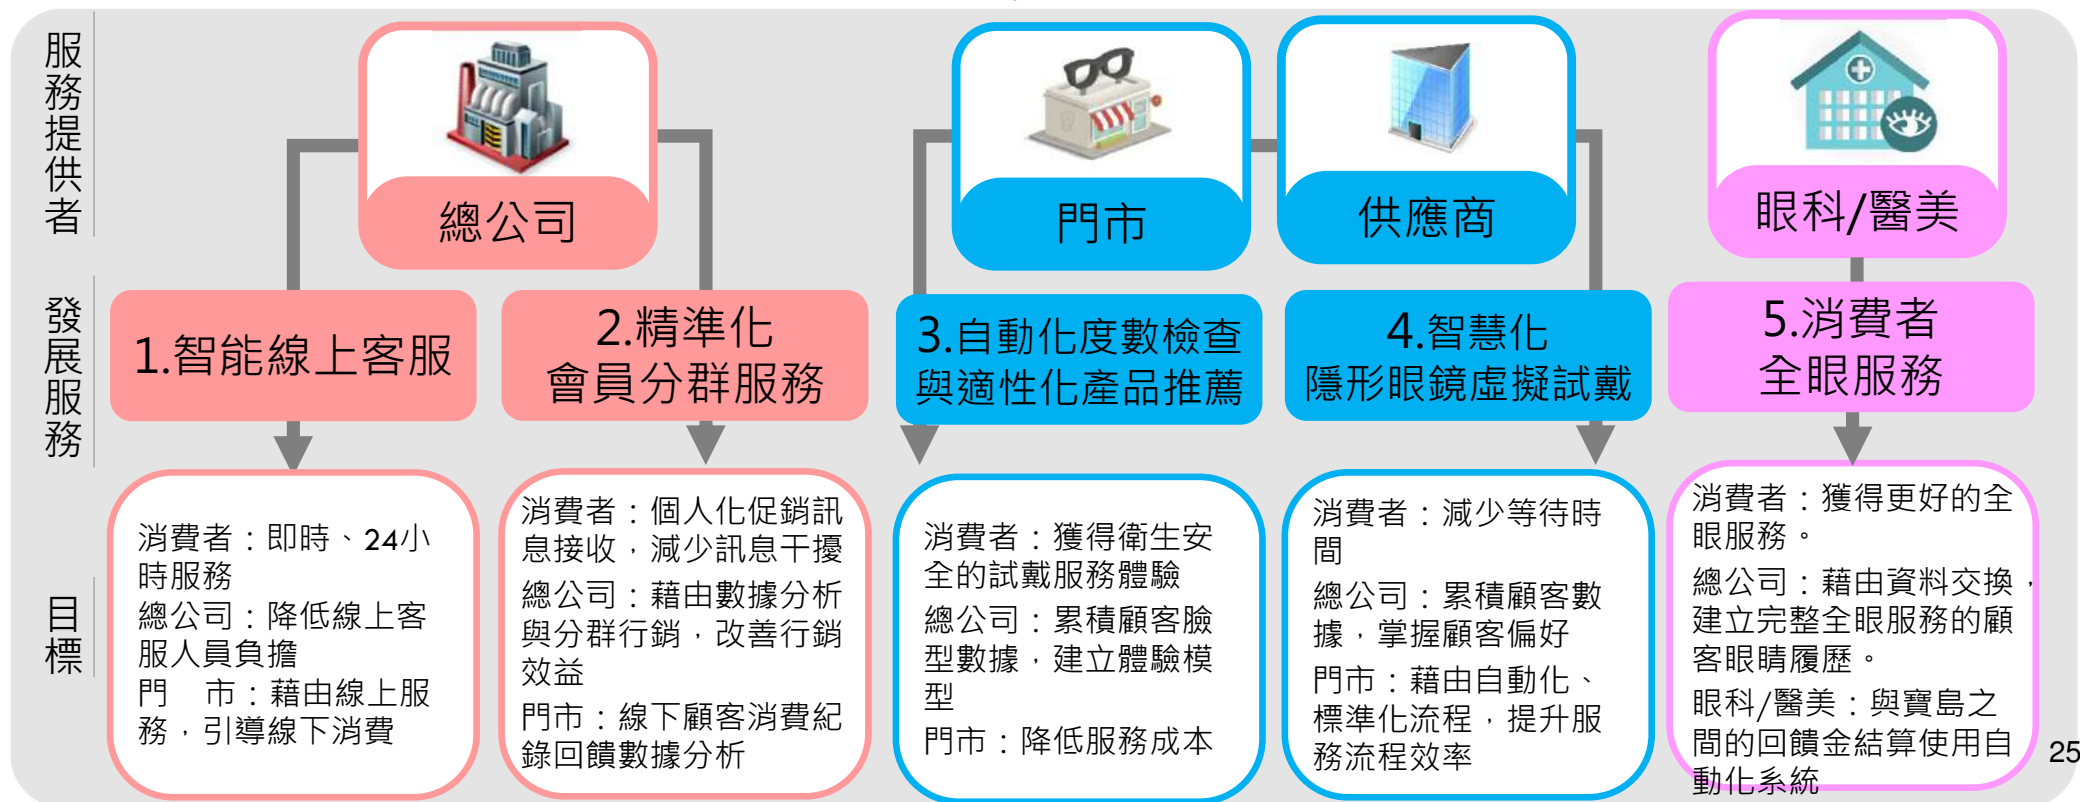 服務提供者
總公司
門市
供應商
眼科/醫美
發展服務
1.智能線上客服
2.精準化
會員分群服務
3.自動化度數檢查
與適性化產品推薦
4.智慧化
隱形眼鏡虛擬試戴
5.消費者
全眼服務
目標
消費者：即時、24小
時服務
總公司：降低線上客
服人員負擔
門　市：藉由線上服
務，引導線下消費
消費者：個人化促銷訊
息接收，減少訊息干擾
總公司：藉由數據分析
與分群行銷，改善行銷
效益
門市：線下顧客消費紀
錄回饋數據分析
消費者：獲得衛生安
全的試戴服務體驗
總公司：累積顧客臉
型數據，建立體驗模
型
門市：降低服務成本
消費者：減少等待時
間
總公司：累積顧客數
據，掌握顧客偏好
門市：藉由自動化、
標準化流程，提升服
務流程效率
消費者：獲得更好的全
眼服務。
總公司：藉由資料交換，
建立完整全眼服務的顧
客眼睛履歷。
眼科/醫美：與寶島之
間的回饋金結算使用自
動化系統
25